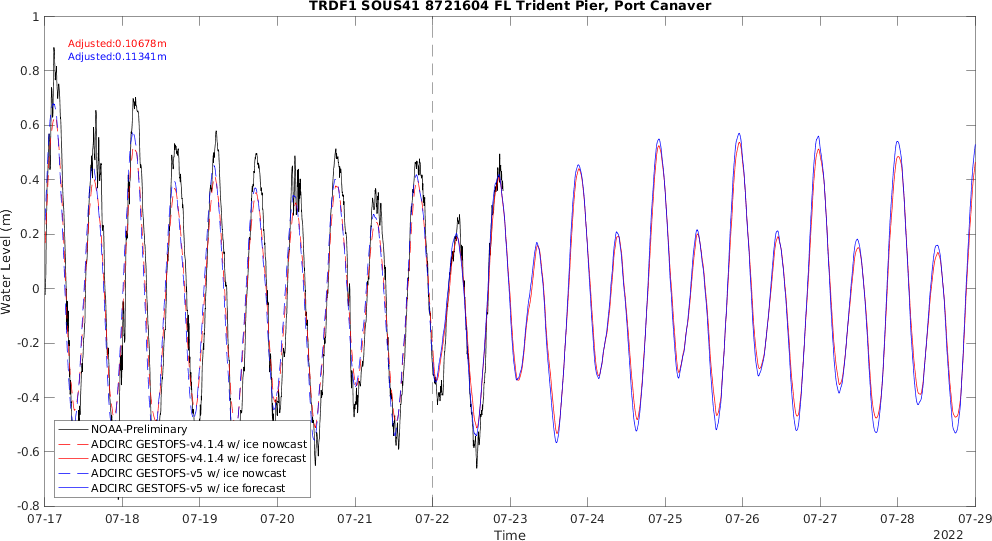 TRDF1 SOUS41 8721604 FL Trident Pier, Port Canaver
Adjusted:0.10678m
Adjusted:0.11341m
Water Level (m)
1
0.8
0.6
0.4
0.2
0
-0.2
-0.4
-0.6
-0.8
NOAA-Preliminary
ADCIRC GESTOFS-v4.1.4 w/ ice nowcast
ADCIRC GESTOFS-v4.1.4 w/ ice forecast
ADCIRC GESTOFS-v5 w/ ice nowcast
ADCIRC GESTOFS-v5 w/ ice forecast
07-17 07-18 07-19 07-20 07-21 07-22 07-23 07-24 07-25 07-26 07-27 07-28 07-29
Time
2022